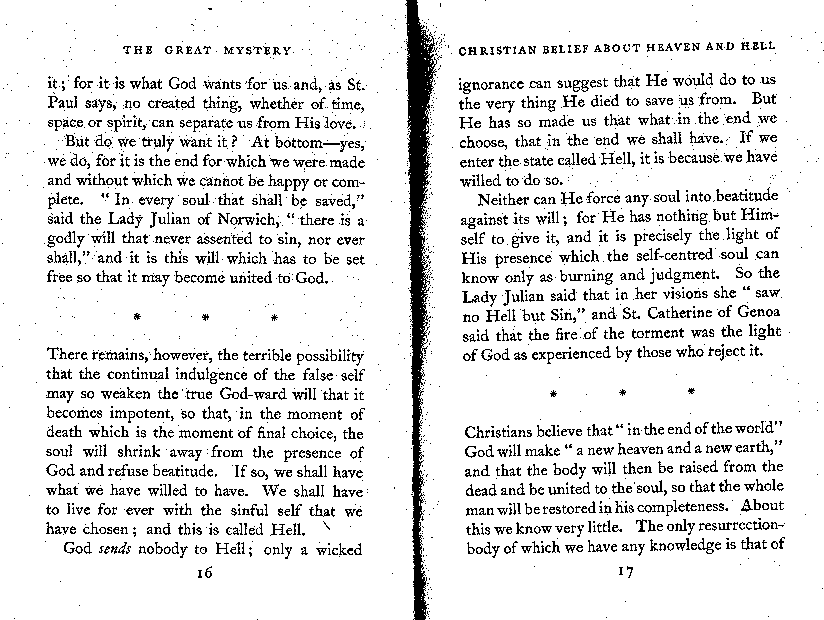 THE GREAT MYSTERY
it; for it is what God wants for us and, as St.
Paul says, no created thing, whether of time,
space or spirit, can separate us from His love.
But do we truly want it? At bottom—yes,
we do, for it is the end for which we were made
and without which we cannot be happy or com-
plete. "In every soul that shall be saved,"
said the Lady Julian of Norwich, "there is a
godly will that never assented to sin, nor ever
shall," and it is this will which has to be set
free so that it may become united to God.
* * *
There remains, however, the terrible possibility
that the continual indulgence of the false self
may so weaken the true God-ward will that it
becomes impotent, so that, in the moment of
death which is the moment of final choice, the
soul will shrink away from the presence of
God and refuse beatitude. If so, we shall have
what we have willed to have. We shall have
to live for ever with the sinful self that we
have chosen; and this is called Hell.
God sends nobody to Hell; only a wicked
16
CHRISTIAN BELIEF ABOUT HEAVEN AND HELL
ignorance can suggest that He would do to us
the very thing He died to save us from. But
He has so made us that what in the end we
choose, that in the end we shall have. If we
enter the state called Hell, it is because we have
willed to do so.
Neither can He force any soul into beatitude
against its will; for He has nothing but Him-
self to give it, and it is precisely the light of
His presence which the self-centred soul can
know only as burning and judgment. So the
Lady Julian said that in her visions she "saw
no Hell but Sin," and St. Catherine of Genoa
said that the fire of the torment was the light
of God as experienced by those who reject it.
* * *
Christians believe that "in the end of the world"
God will make "a new heaven and a new earth,"
and that the body will then be raised from the
dead and be united to the soul, so that the whole
man will be restored in his completeness. About
this we know very little. The only resurrection-
body of which we have any knowledge is that of
17